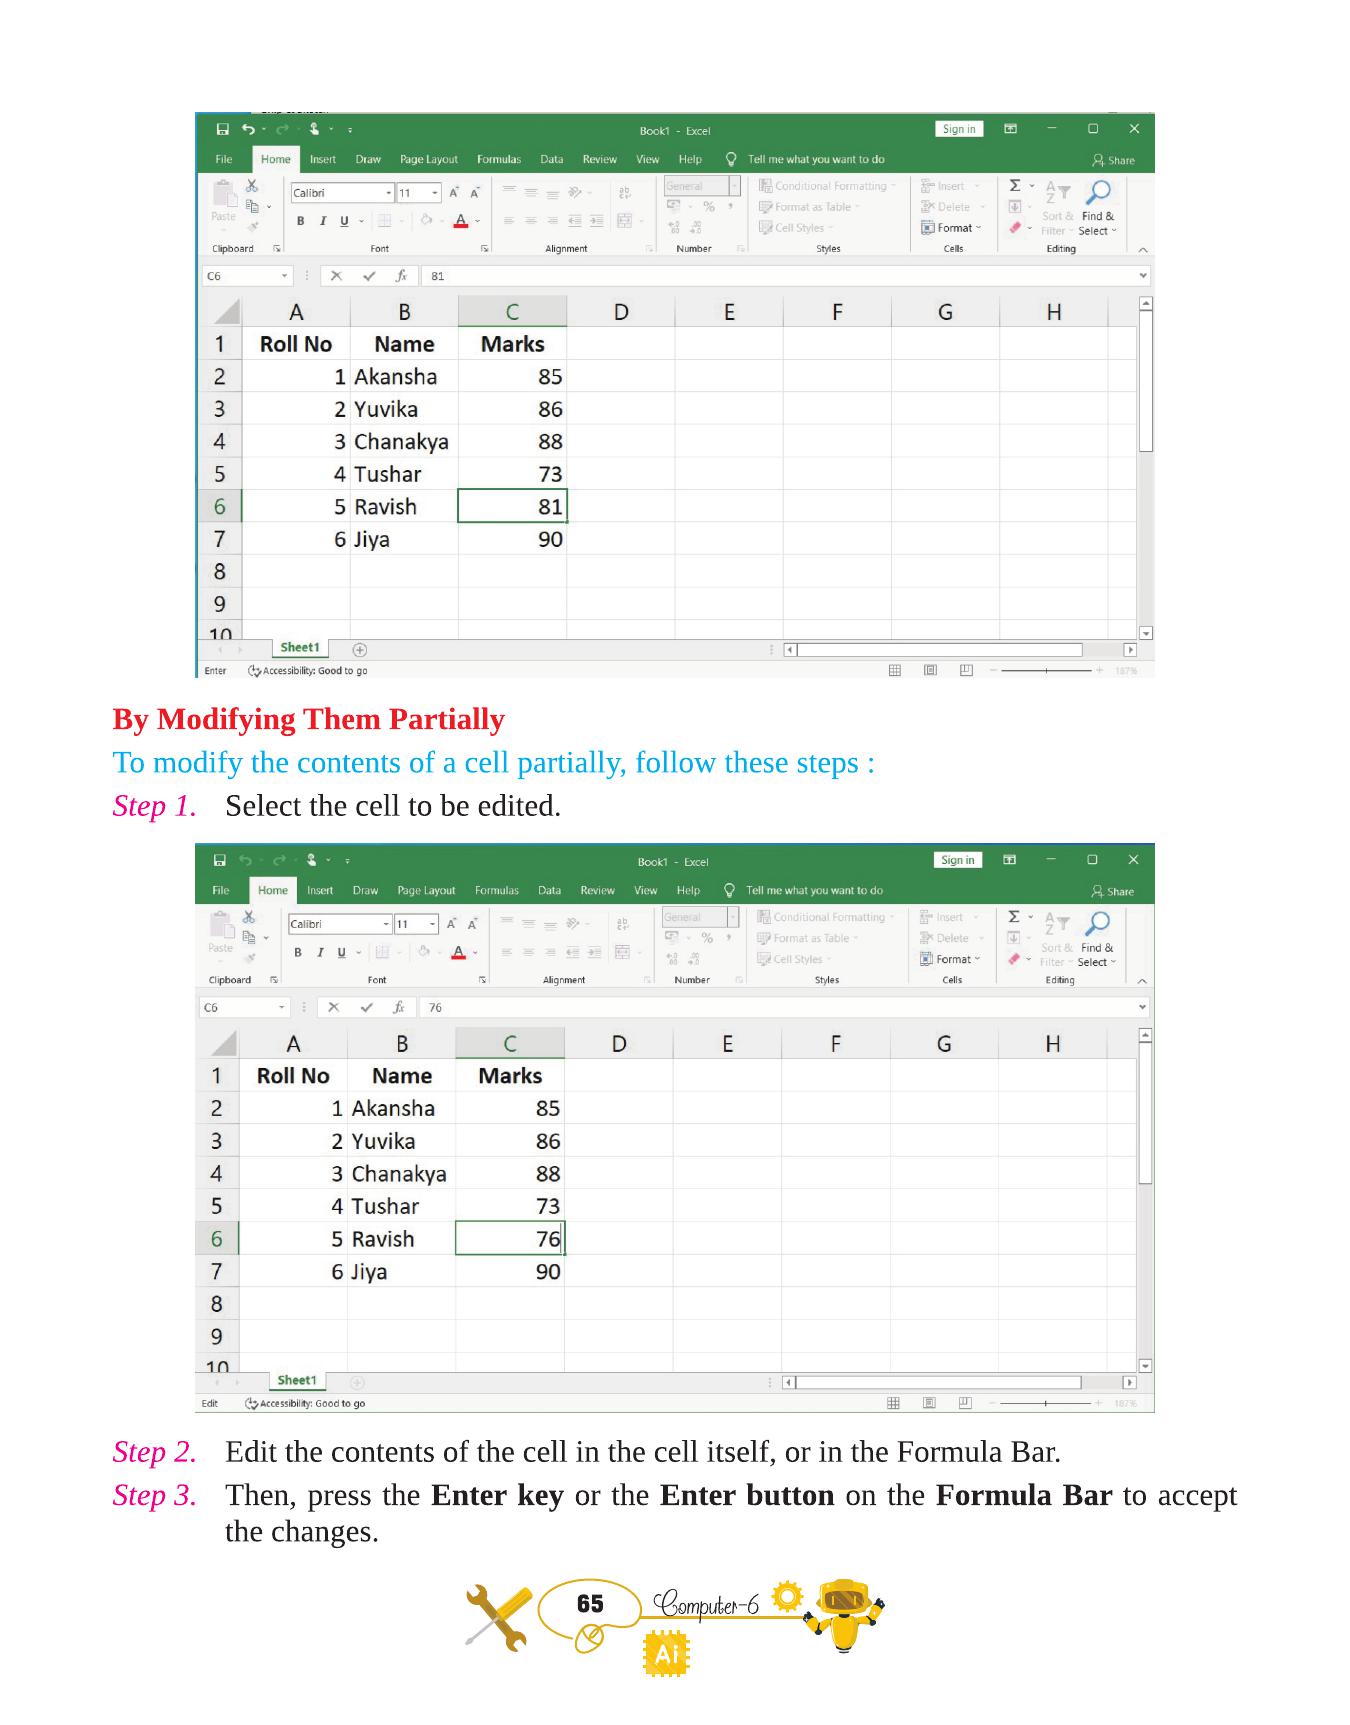 Book1 - Excel
Sign in
File Home Insert Draw Page Layout Formulas Data Review View Help Tell me what you want to do Share
Calibri 11 General Conditional Formatting Insert Σ
Paste B I U A % Format as Table Delete Sort & Find &
Cell Styles Format Filter Select
Clipboard Font Alignment Number Styles Cells Editing
C6 fx 81
A B C D E F G H
1 Roll No Name Marks
2 1 Akansha 85
3 2 Yuvika 86
4 3 Chanakya 88
5 4 Tushar 73
6 5 Ravish 81
7 6 Jiya 90
8
9
10
Sheet1
Enter Accessibility: Good to go 187%
By Modifying Them Partially
To modify the contents of a cell partially, follow these steps :
Step 1. Select the cell to be edited.
Book1 - Excel
Sign in
File Home Insert Draw Page Layout Formulas Data Review View Help Tell me what you want to do Share
Calibri 11 General Conditional Formatting Insert Σ
Paste B I U A % Format as Table Delete Sort & Find &
Cell Styles Format Filter Select
Clipboard Font Alignment Number Styles Cells Editing
C6 fx 76
A B C D E F G H
1 Roll No Name Marks
2 1 Akansha 85
3 2 Yuvika 86
4 3 Chanakya 88
5 4 Tushar 73
6 5 Ravish 76
7 6 Jiya 90
8
9
10
Sheet1
Edit Accessibility: Good to go 187%
Step 2. Edit the contents of the cell in the cell itself, or in the Formula Bar.
Step 3. Then, press the Enter key or the Enter button on the Formula Bar to accept
the changes.
65 Computer-6
Ai